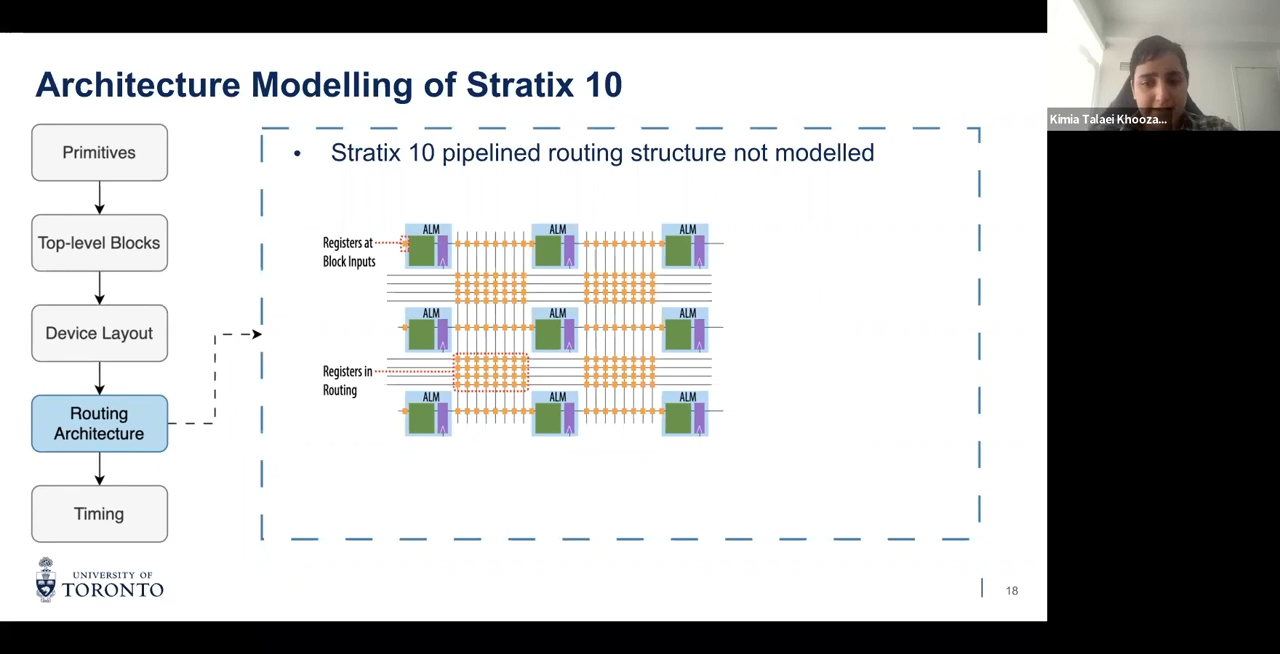 Architecture Modelling of Stratix 10
Kimia Talaei Khooza...
Primitives
Top-level Blocks
Device Layout
Routing
Architecture
Timing
• Stratix 10 pipelined routing structure not modelled
ALM
ALM
ALM
Registers at
Block Inputs
ALM
ALM
ALM
Registers in
Routing
ALM
ALM
ALM
UNIVERSITY OF
TORONTO
18